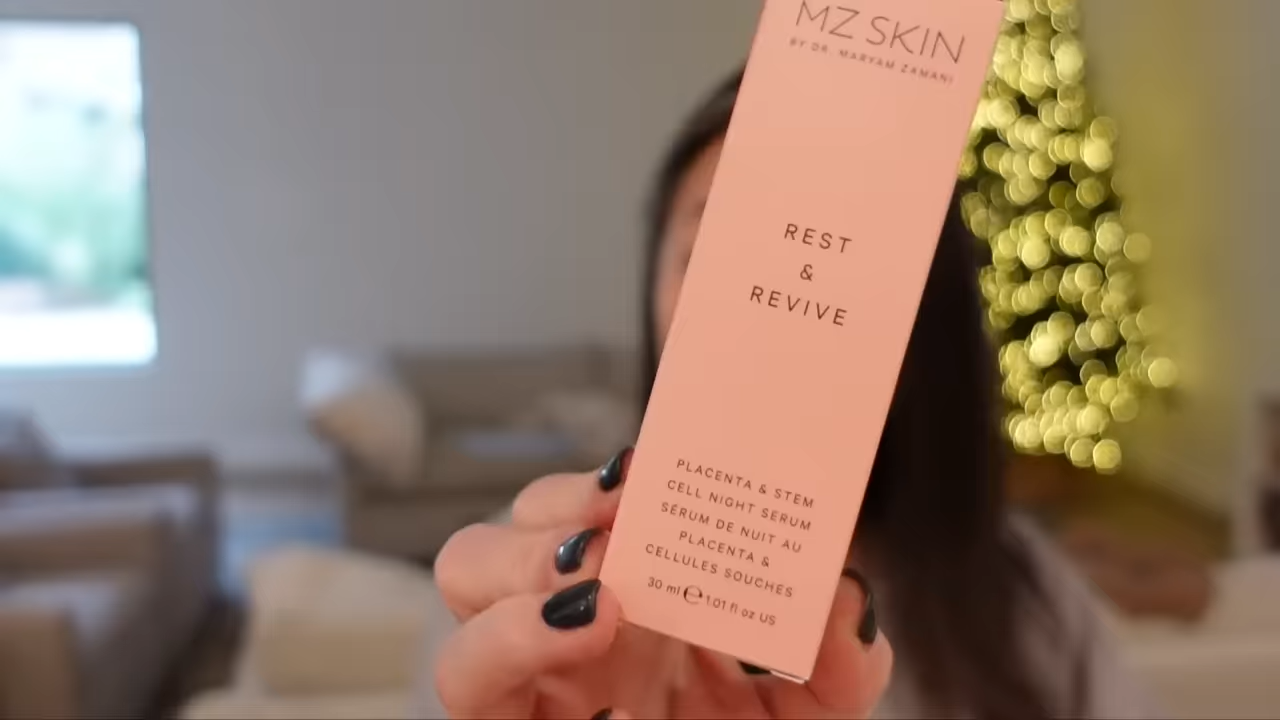 MZ SKIN
BY DR. MARYAM ZAMANI
REST
&
REVIVE
PLACENTA & STEM
CELL NIGHT SERUM
SÉRUM DE NUIT AU
PLACENTA &
CELLULES SOUCHES
30 ml ℮ 1.01 fl oz US